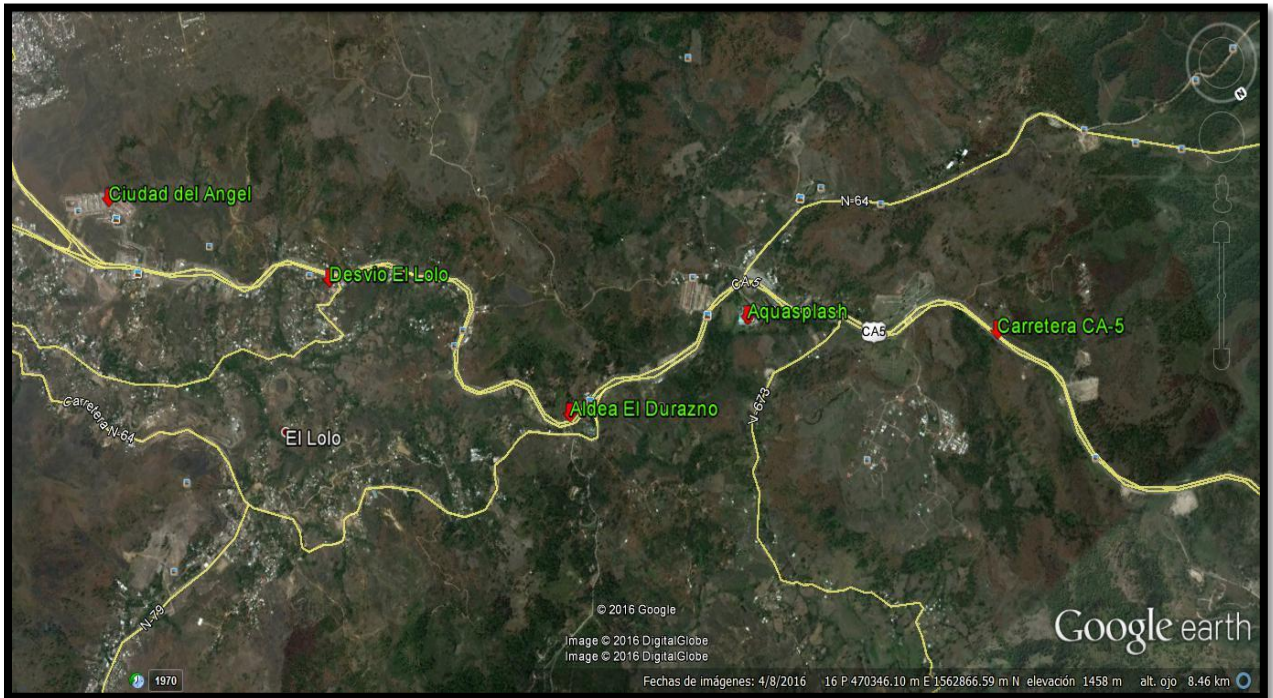 N
Ciudad del Angel
N-64
Desvio El Lolo
CA-5
Aquasplash
CA5
Carretera CA-5
Carretera N-64
Aldea El Durazno
V-673
El Lolo
N-79
© 2016 Google
Image © 2016 DigitalGlobe
Image © 2016 DigitalGlobe
Google earth
1970
Fechas de imágenes: 4/8/2016 16 P 470346.10 m E 1562866.59 m N elevación 1458 m alt. ojo 8.46 km